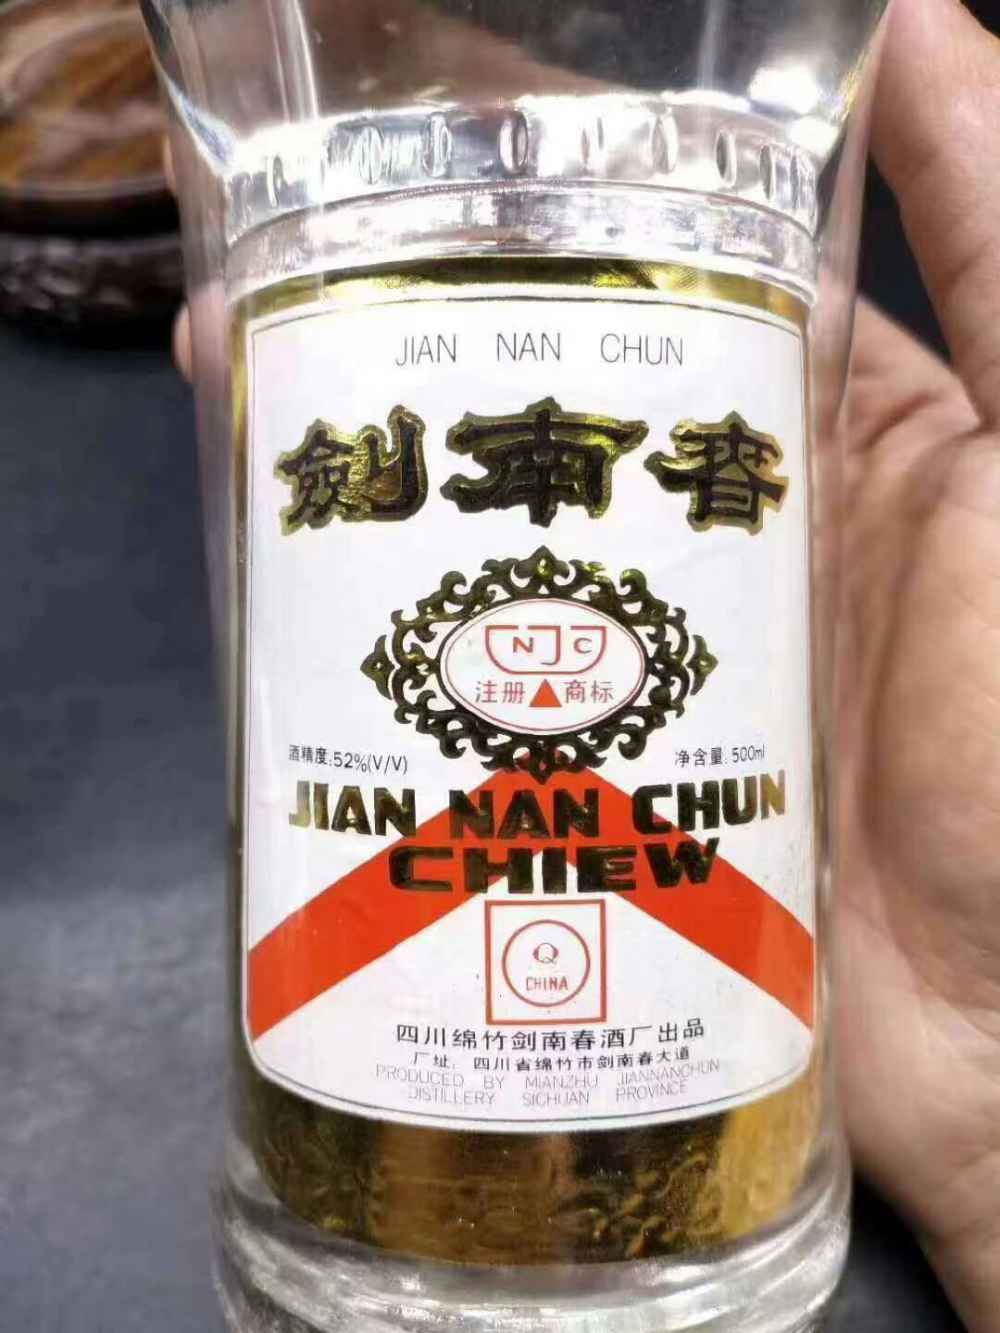 JIAN NAN CHUN
劍南春
NJC
注册 商标
酒精度:52%(V/V)
净含量:500ml
JIAN NAN CHUN
CHIEW
Q
CHINA
四川绵竹剑南春酒厂出品
厂址:四川省绵竹市剑南春大道
PRODUCED BY MIANZHU JIANNANCHUN
DISTILLERY SICHUAN PROVINCE